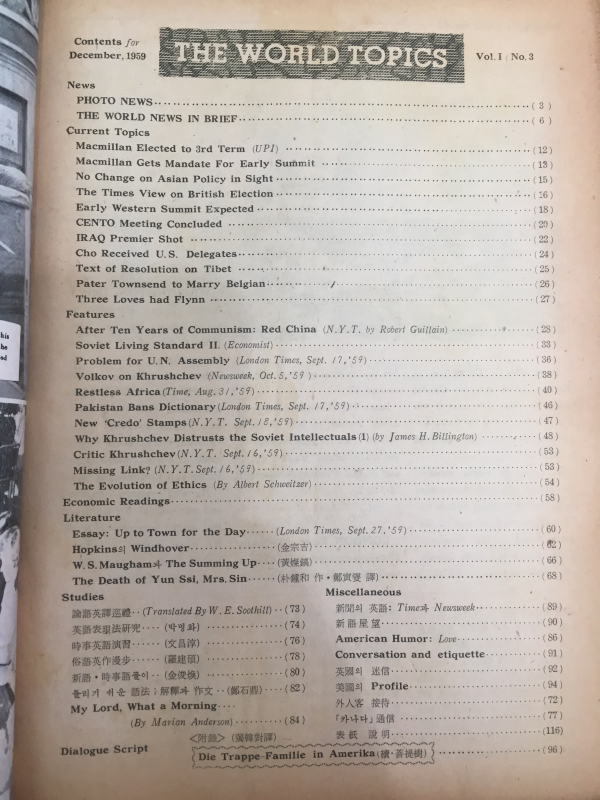 Contents for
December, 1959
THE WORLD TOPICS
Vol. I No. 3
News
PHOTO NEWS (3)
THE WORLD NEWS IN BRIEF (6)
Current Topics
Macmillan Elected to 3rd Term (UPI) (12)
Macmillan Gets Mandate For Early Summit (13)
No Change on Asian Policy in Sight (15)
The Times View on British Election (16)
Early Western Summit Expected (18)
CENTO Meeting Concluded (20)
IRAQ Premier Shot (22)
Cho Received U.S. Delegates (24)
Text of Resolution on Tibet (25)
Pater Townsend to Marry Belgian (26)
Three Loves had Flynn (27)
Features
After Ten Years of Communism: Red China (N.Y.T. by Robert Guillain) (28)
Soviet Living Standard II. (Economist) (33)
Problem for U.N. Assembly (London Times, Sept. 17,'59) (36)
Volkov on Khrushchev (Newsweek, Oct. 5,'59) (38)
Restless Africa (Time, Aug. 31,'59) (40)
Pakistan Bans Dictionary (London Times, Sept. 17,'59) (46)
New 'Credo' Stamps (N.Y.T. Sept. 18,'59) (47)
Why Khrushchev Distrusts the Soviet Intellectuals (I) (by James H. Billington) (48)
Critic Khrushchev (N.Y.T. Sept. 16,'59) (53)
Missing Link? (N.Y.T. Sept. 16,'59) (53)
The Evolution of Ethics (By Albert Schweitzer) (54)
Economic Readings (58)
Literature
Essay: Up to Town for the Day (London Times, Sept. 27,'59) (60)
Hopkins의 Windhover (金宗吉) (62)
W. S. Maugham과 The Summing Up (黃燦鎬) (66)
The Death of Yun Ssi, Mrs. Sin (朴鍾和 作・鄭寅燮 譯) (68)
Studies
論語英譯巡禮 (Translated By W. E. Soothill) (73)
英語表現法硏究 (박명화) (74)
時事英語演習 (文昌淳) (76)
俗語英作漫步 (羅建碩) (78)
新語・時事語풀이 (金俊煥) (80)
틀리기 쉬운 語法; 解釋과 作文 (鄭石鼎) (82)
My Lord, What a Morning
(By Marian Anderson) (84)
Miscellaneous
新聞의 英語: Time과 Newsweek (89)
新語展望 (90)
American Humor: Love (86)
Conversation and etiquette (91)
英國의 迷信 (92)
美國의 Profile (94)
外人客 接待 (72)
「카나다」通信 (77)
表紙 說明 (116)
<附錄> (獨韓對譯)
Dialogue Script
Die Trappe-Familie in Amerika (續・菩提樹) (96)